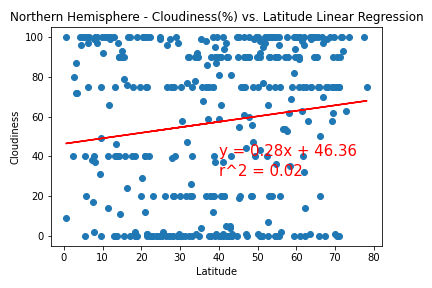 Northern Hemisphere - Cloudiness(%) vs. Latitude Linear Regression
100
80
60
40
20
0
Cloudiness
y = 0.28x + 46.36
r^2 = 0.02
0 10 20 30 40 50 60 70 80
Latitude